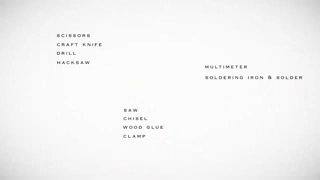 SCISSORS
CRAFT KNIFE
DRILL
HACKSAW
MULTIMETER
SOLDERING IRON & SOLDER
SAW
CHISEL
WOOD GLUE
CLAMP